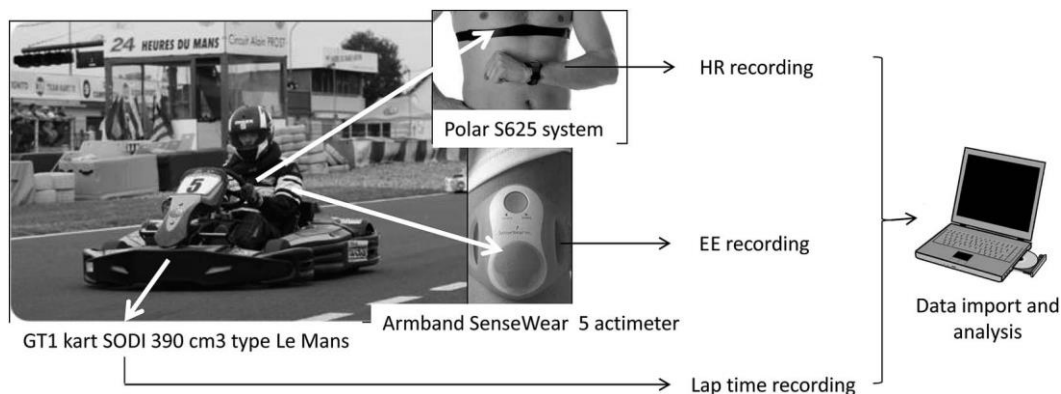 24 HEURES DU MANS
Circuit Alain PROST
5
Polar S625 system
HR recording
EE recording
Armband SenseWear 5 actimeter
GT1 kart SODI 390 cm3 type Le Mans
Lap time recording
Data import and
analysis